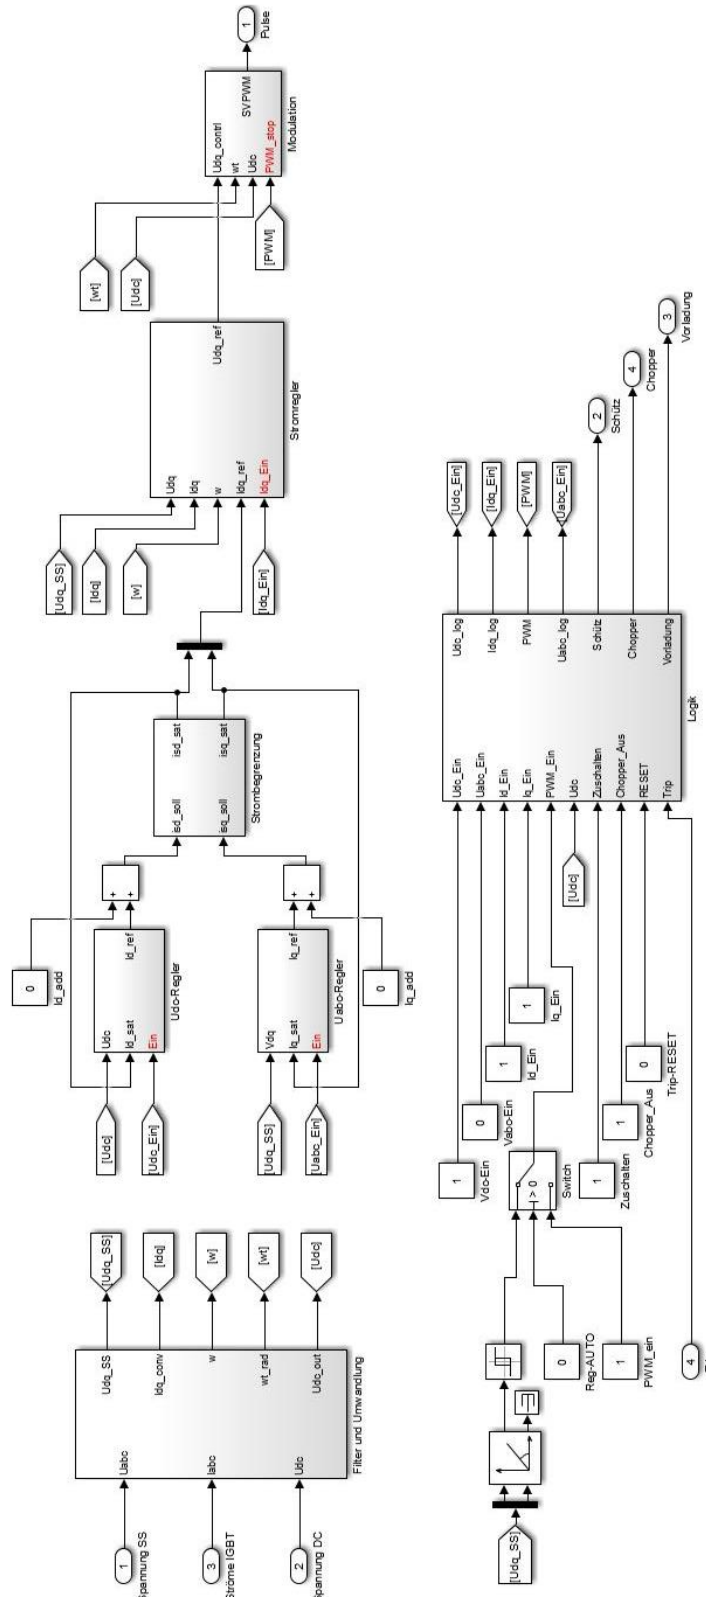 1
Spannung SS
3
Ströme IGBT
2
Spannung DC
Uabc
Iabc
Udc
Udq_SS
Idq_conv
w
wt_rad
Udc_out
Filter und Umwandlung
[Udq_SS]
[Idq]
[w]
[wt]
[Udc]
[Udc]
[Udc_Ein]
Udc
Id_sat
Ein
Id_ref
Udc-Regler
0
Id_add
+
+
[Udq_SS]
[Uabc_Ein]
Vdq
Iq_sat
Ein
Iq_ref
Uabc-Regler
0
Iq_add
+
+
isd_soll
isq_soll
isd_sat
isq_sat
Strombegrenzung
[Udq_SS]
[Idq]
[w]
[Idq_Ein]
Udq
Idq
w
Idq_ref
Idq_Ein
Udq_ref
Stromregler
[wt]
[Udc]
[PWM]
Udq_contrl
wt
Udc
PWM_stop
SVPWM
Modulation
1
Pulse
[Udq_SS]
0
Reg-AUTO
1
PWM_ein
> 0
Switch
4
1
Vdc-Ein
0
Vabc-Ein
1
Id_Ein
1
Iq_Ein
[Udc]
1
Zuschalten
1
Chopper_Aus
0
Trip-RESET
Udc_Ein
Uabc_Ein
Id_Ein
Iq_Ein
PWM_Ein
Udc
Zuschalten
Chopper_Aus
RESET
Trip
Udc_log
Idq_log
PWM
Uabc_log
Schütz
Chopper
Vorladung
Logik
[Udc_Ein]
[Idq_Ein]
[PWM]
[Uabc_Ein]
2
Schütz
4
Chopper
3
Vorladung